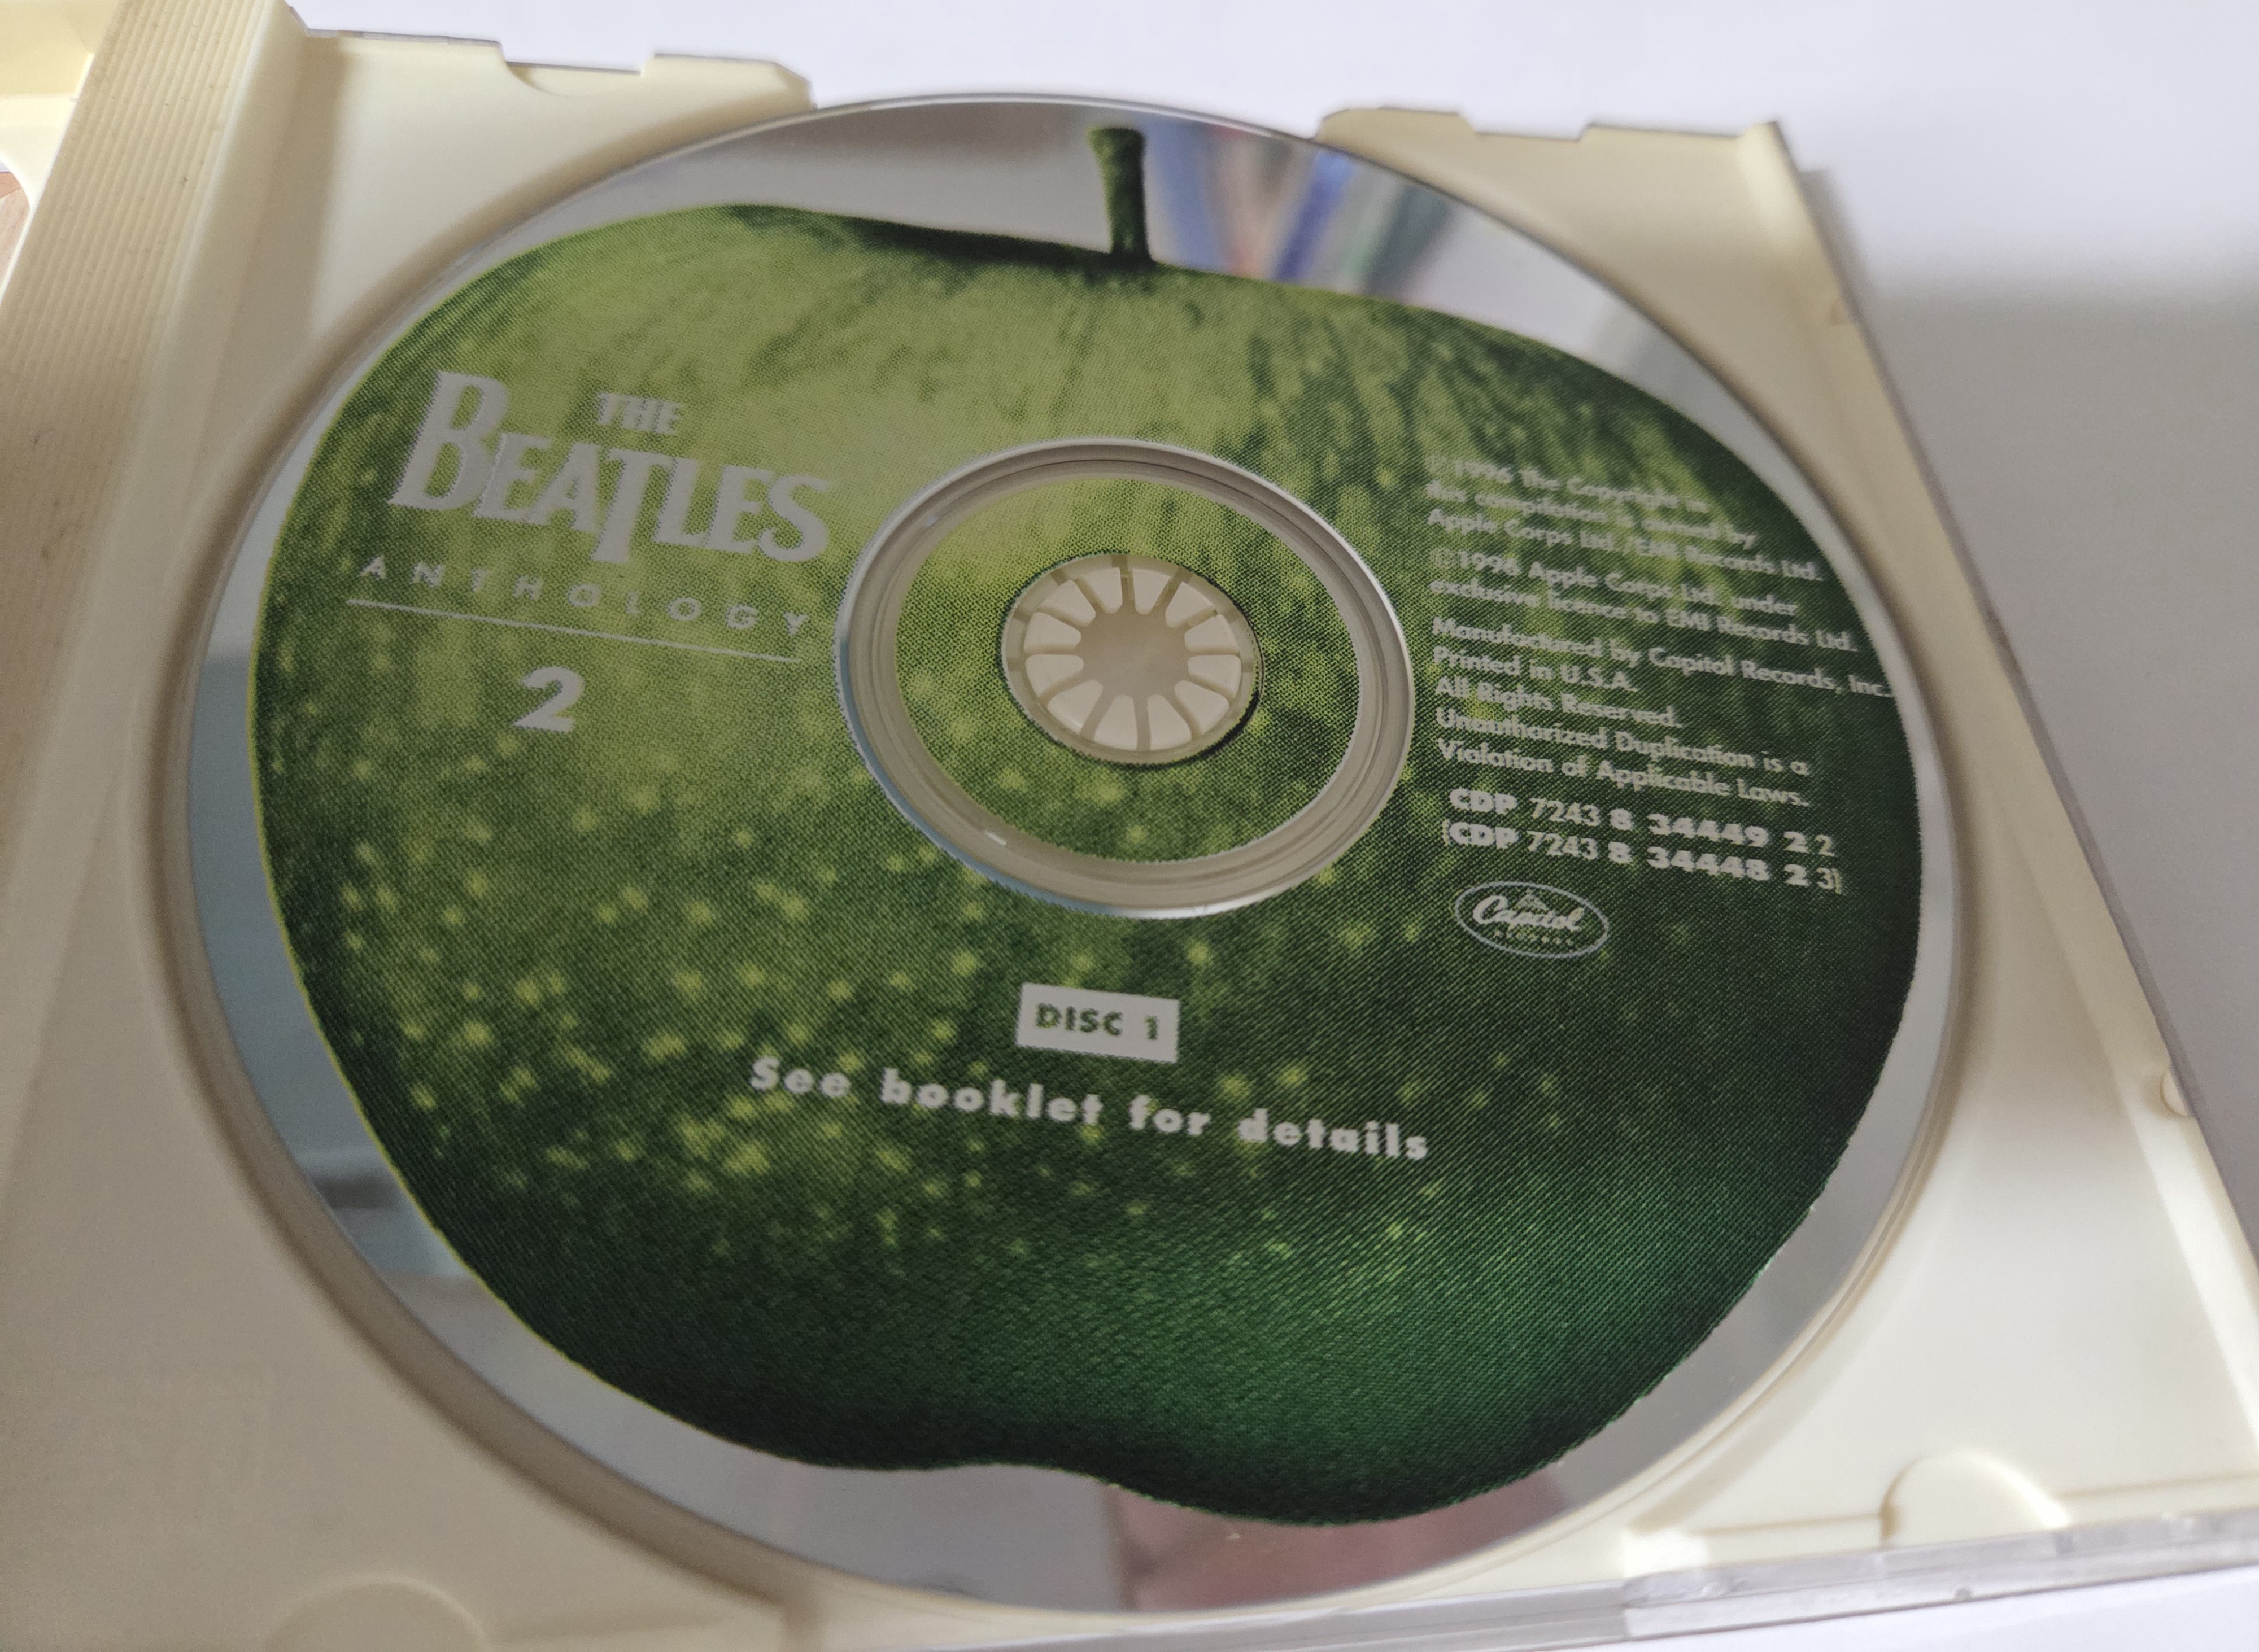 THE
BEATLES
ANTHOLOGY
2
℗1996 The Copyright in
this compilation is owned by
Apple Corps Ltd./EMI Records Ltd.
©1996 Apple Corps Ltd. under
exclusive licence to EMI Records Ltd.
Manufactured by Capitol Records, Inc.
Printed in U.S.A.
All Rights Reserved.
Unauthorized Duplication is a
Violation of Applicable Laws.
CDP 7243 8 34449 2 2
(CDP 7243 8 34448 2 3)
Capitol
RECORDS
DISC 1
See booklet for details